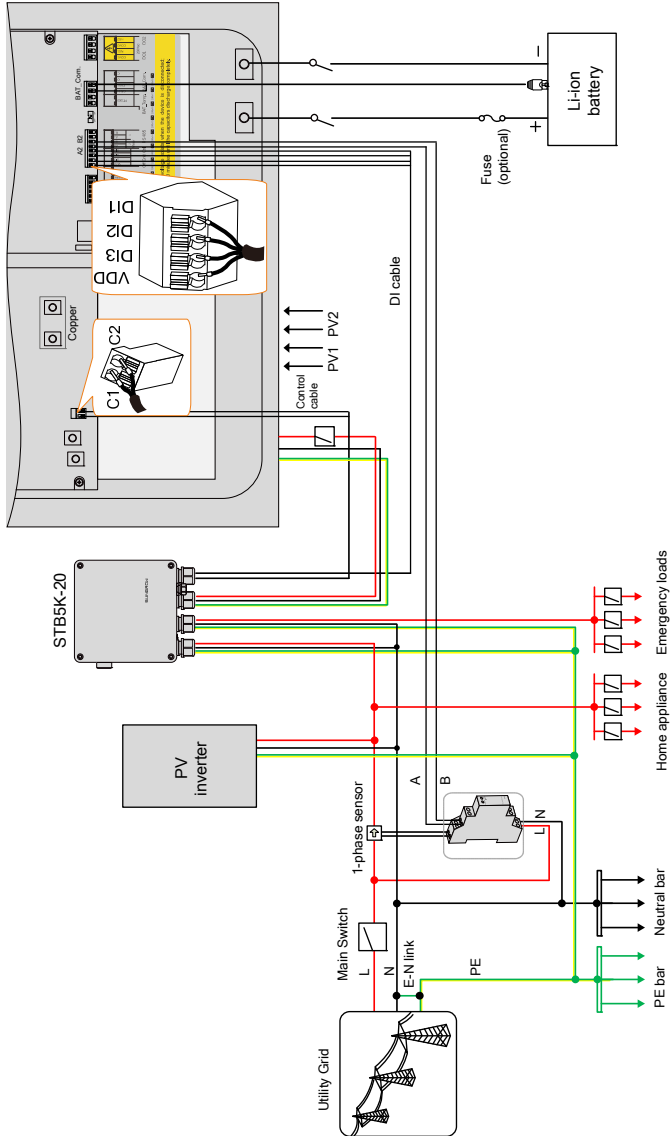 BAT_Com.
A2 B2
DI1
DI2
DI3
VDD
Copper
C1 C2
PV1 PV2
Control
cable
DI cable
Fuse
(optional)
+
−
Li-ion
battery
STB5K-20
PV
inverter
1-phase sensor
A
B
L N
Main Switch
L
N
E-N link
PE
Utility Grid
Emergency loads
Home appliance
Neutral bar
PE bar